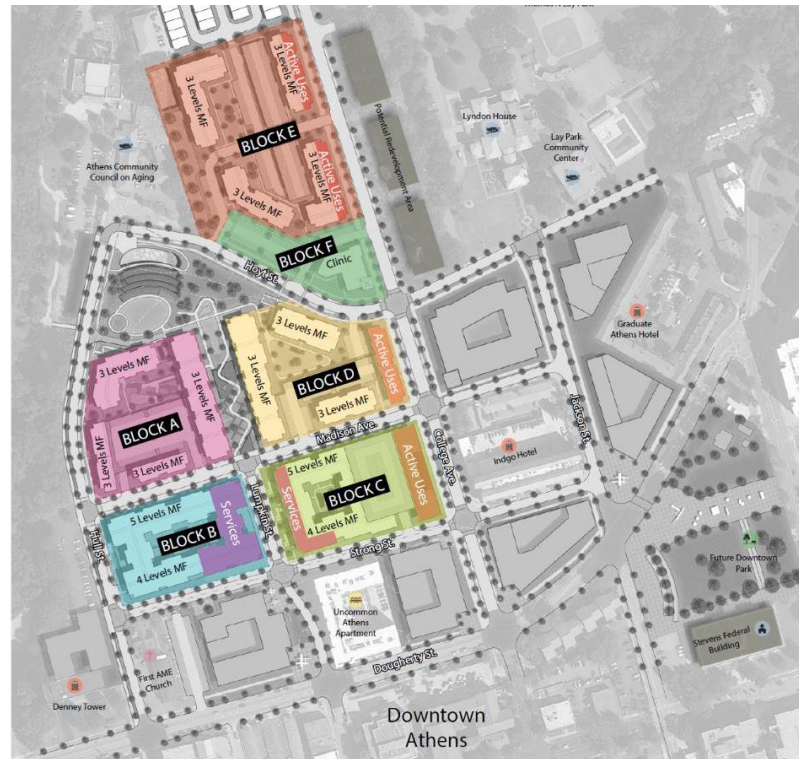 Thomas N Lay Park
3 Levels MF
Active Uses
3 Levels MF
BLOCK E
Potential Redevelopment Area
Lyndon House
Lay Park
Community
Center
Athens Community
Council on Aging
Active Uses
3 Levels MF
3 Levels MF
BLOCK F
Clinic
Hoyt St.
3 Levels MF
Graduate
Athens Hotel
3 Levels MF
3 Levels MF
3 Levels MF
BLOCK D
Active Uses
3 Levels MF
Jackson St.
BLOCK A
Madison Ave.
College Ave.
3 Levels MF
3 Levels MF
Indgo Hotel
5 Levels MF
Active Uses
BLOCK C
Services
Lumpkin St.
4 Levels MF
5 Levels MF
Services
BLOCK B
Hull St.
Strong St.
4 Levels MF
Future Downtown
Park
Uncommon
Athens
Apartment
Stevens Federal
Building
Dougherty St.
First AME
Church
Denney Tower
Downtown
Athens